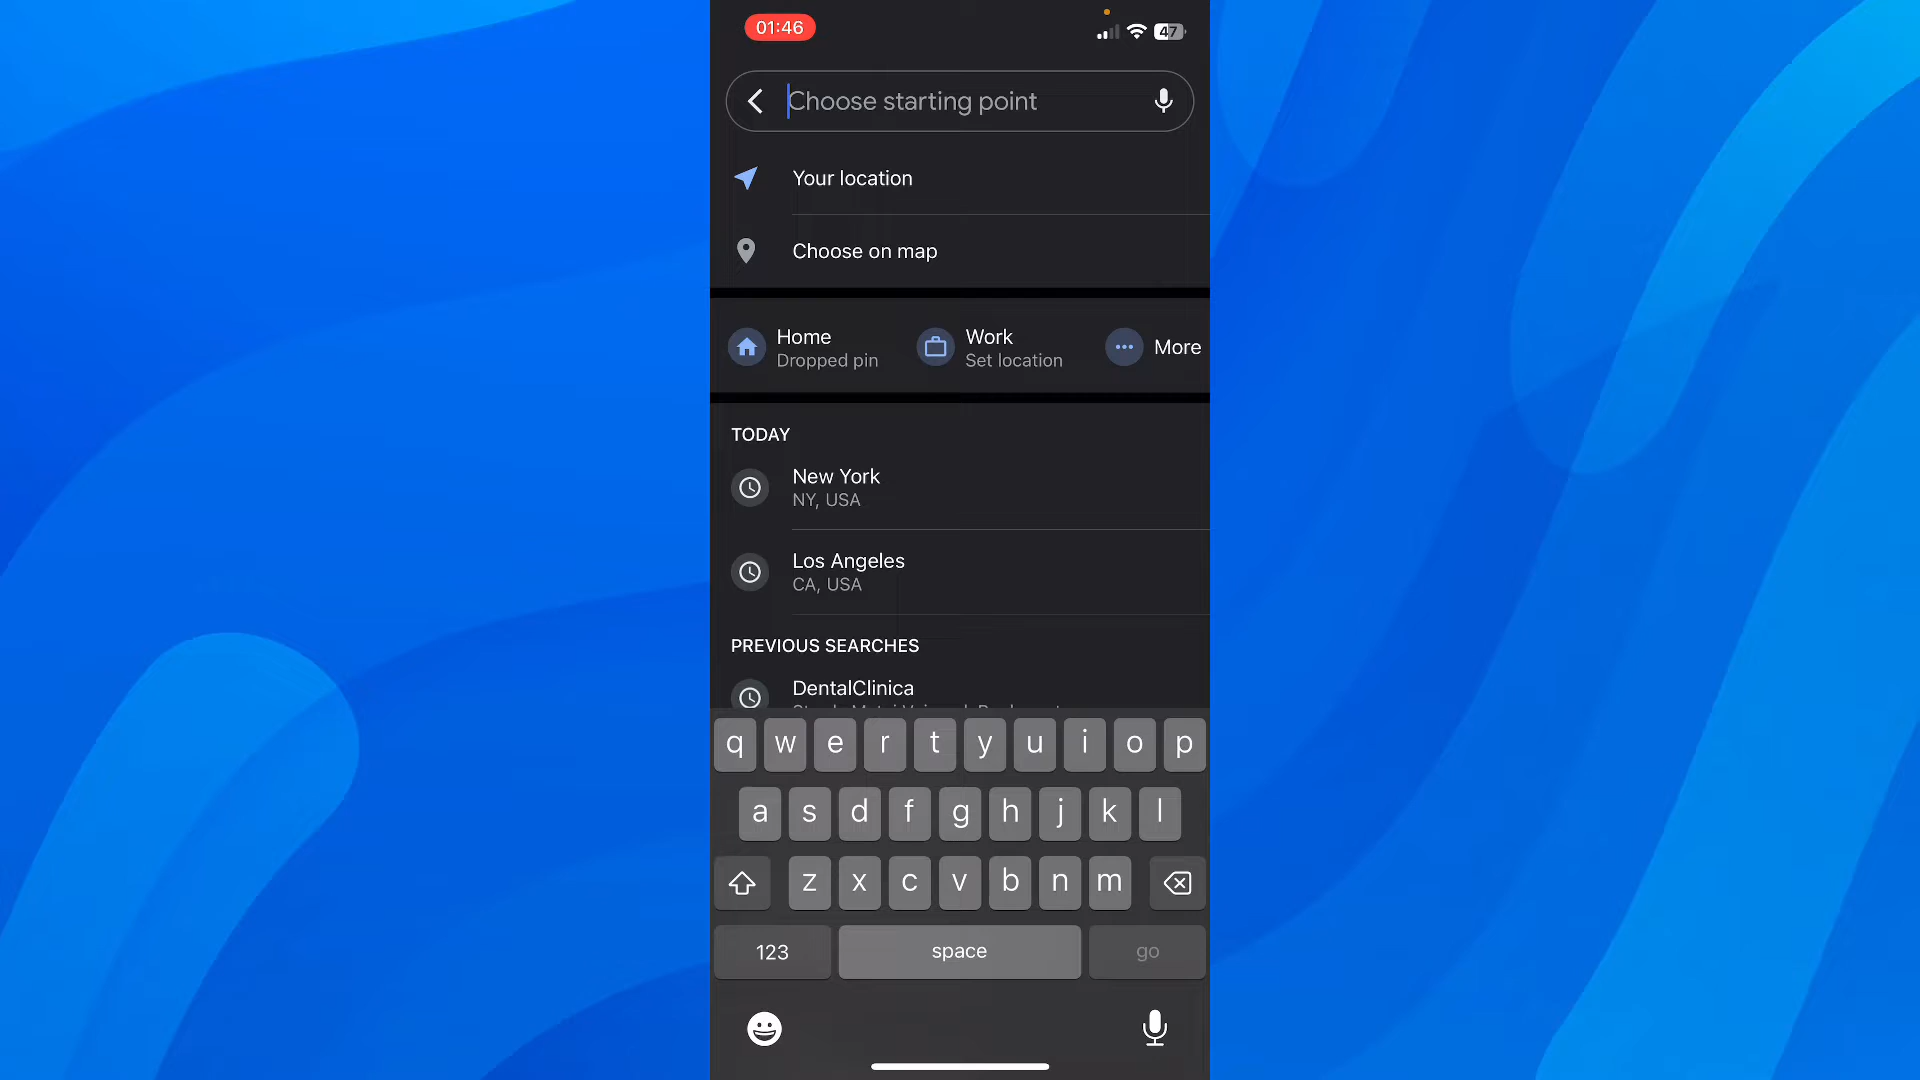 01:46
47
Choose starting point
Your location
Choose on map
Home
Dropped pin
Work
Set location
More
TODAY
New York
NY, USA
Los Angeles
CA, USA
PREVIOUS SEARCHES
DentalClinica
q w e r t y u i o p
a s d f g h j k l
z x c v b n m
123 space go